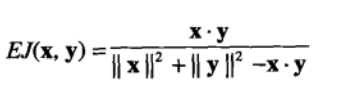 EJ(x, y) = x · y / (|| x ||² + || y ||² − x · y)